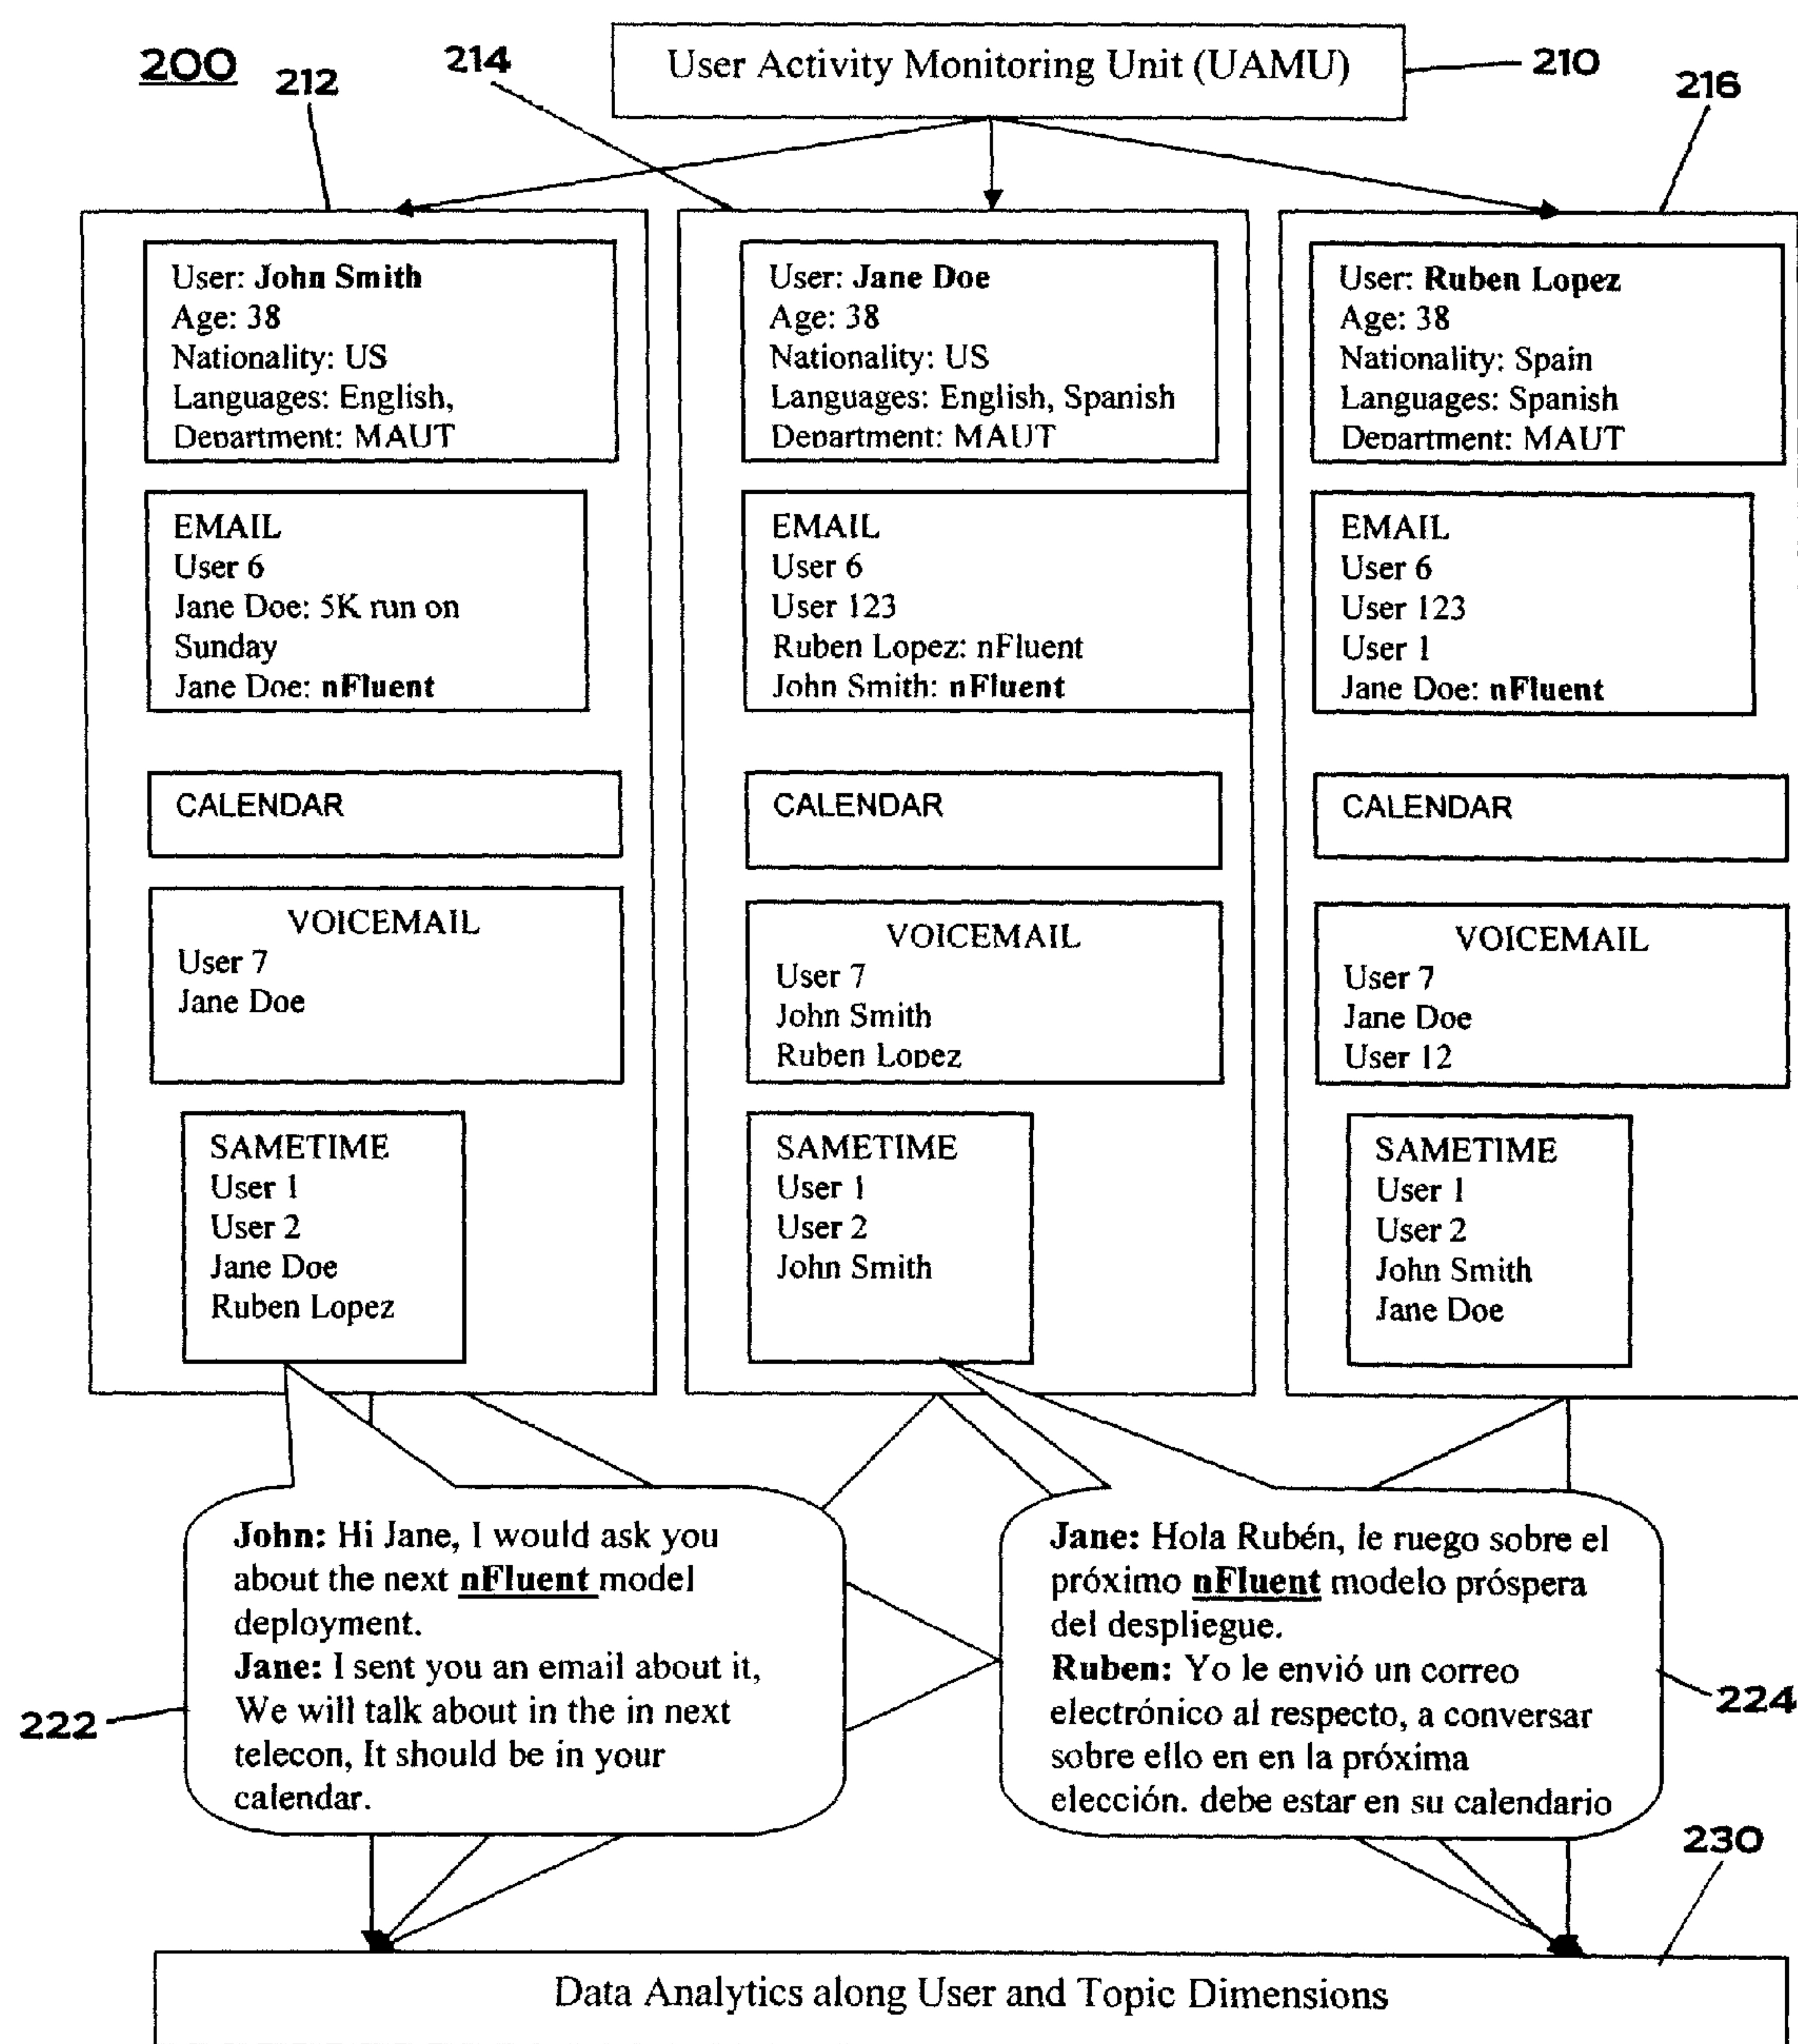 200
212
214
User Activity Monitoring Unit (UAMU)
210
216
User: John Smith
Age: 38
Nationality: US
Languages: English,
Department: MAUT
EMAIL
User 6
Jane Doe: 5K run on
Sunday
Jane Doe: nFluent
CALENDAR
VOICEMAIL
User 7
Jane Doe
SAMETIME
User 1
User 2
Jane Doe
Ruben Lopez
User: Jane Doe
Age: 38
Nationality: US
Languages: English, Spanish
Department: MAUT
EMAIL
User 6
User 123
Ruben Lopez: nFluent
John Smith: nFluent
CALENDAR
VOICEMAIL
User 7
John Smith
Ruben Lopez
SAMETIME
User 1
User 2
John Smith
User: Ruben Lopez
Age: 38
Nationality: Spain
Languages: Spanish
Department: MAUT
EMAIL
User 6
User 123
User 1
Jane Doe: nFluent
CALENDAR
VOICEMAIL
User 7
Jane Doe
User 12
SAMETIME
User 1
User 2
John Smith
Jane Doe
John: Hi Jane, I would ask you
about the next nFluent model
deployment.
Jane: I sent you an email about it,
We will talk about in the in next
telecon, It should be in your
calendar.
222
Jane: Hola Rubén, le ruego sobre el
próximo nFluent modelo próspera
del despliegue.
Ruben: Yo le envió un correo
electrónico al respecto, a conversar
sobre ello en en la próxima
elección. debe estar en su calendario
224
230
Data Analytics along User and Topic Dimensions